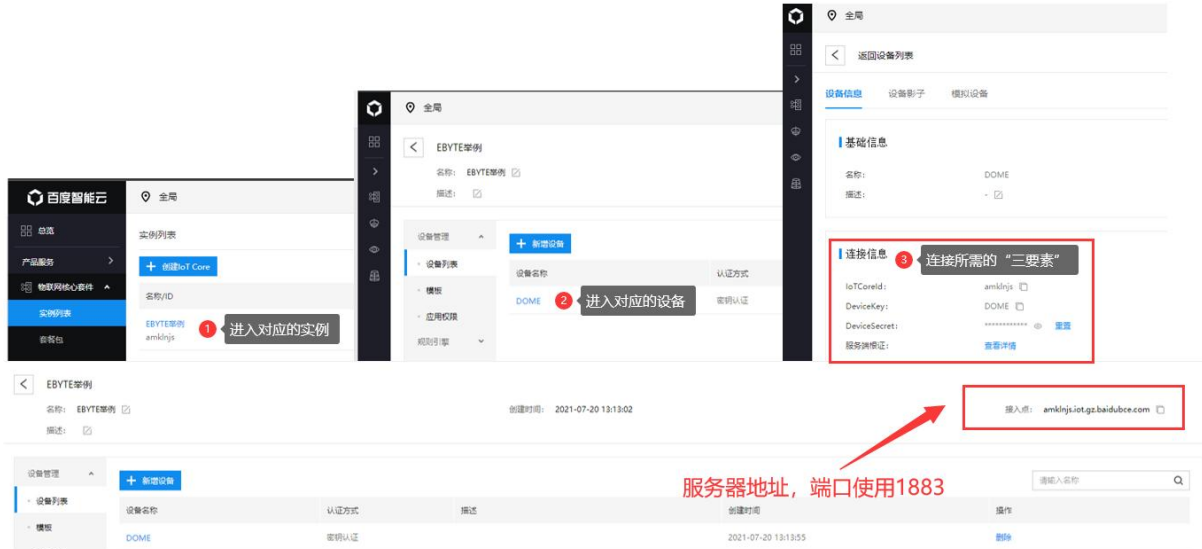 百度智能云
总览
产品服务
物联网核心套件
实例列表
套餐包
全局
实例列表
+ 创建IoT Core
名称/ID
EBYTE举例
amklnjs
1 进入对应的实例
全局
EBYTE举例
名称: EBYTE举例
描述:
设备管理
设备列表
模板
应用权限
规则引擎
+ 新增设备
设备名称 认证方式
DOME 密钥认证
2 进入对应的设备
全局
返回设备列表
设备信息 设备影子 模拟设备
基础信息
名称: DOME
描述: -
连接信息
3 连接所需的“三要素”
IoTCoreId: amklnjs
DeviceKey: DOME
DeviceSecret: ************ 重置
服务端根证: 查看详情
EBYTE举例
名称: EBYTE举例
描述:
创建时间: 2021-07-20 13:13:02
接入点: amklnjs.iot.gz.baidubce.com
服务器地址，端口使用1883
设备管理
设备列表
模板
+ 新增设备
请输入名称
设备名称 认证方式 描述 创建时间 操作
DOME 密钥认证 2021-07-20 13:13:55 删除